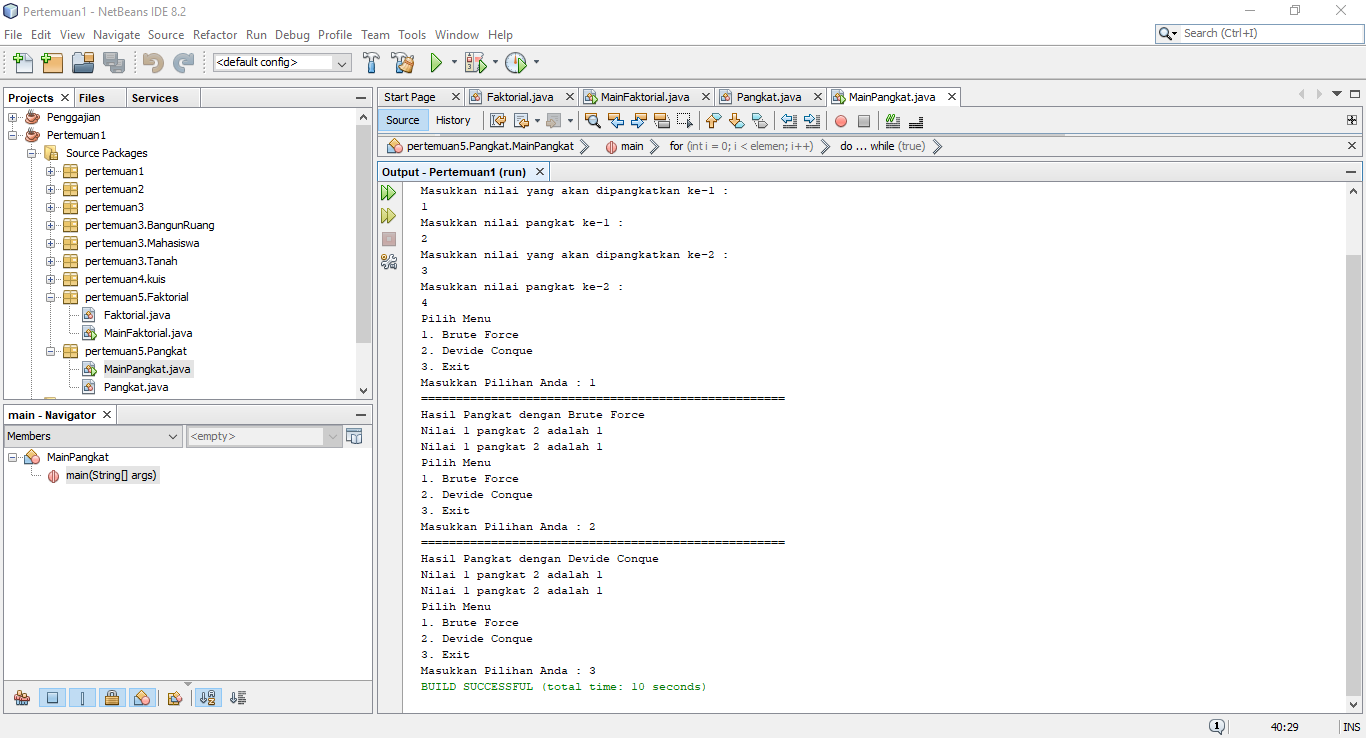 Pertemuan1 - NetBeans IDE 8.2
File Edit View Navigate Source Refactor Run Debug Profile Team Tools Window Help
Search (Ctrl+I)
<default config>
Projects Files Services
Penggajian
Pertemuan1
Source Packages
pertemuan1
pertemuan2
pertemuan3
pertemuan3.BangunRuang
pertemuan3.Mahasiswa
pertemuan3.Tanah
pertemuan4.kuis
pertemuan5.Faktorial
Faktorial.java
MainFaktorial.java
pertemuan5.Pangkat
MainPangkat.java
Pangkat.java
main - Navigator
Members <empty>
MainPangkat
main(String[] args)
Start Page Faktorial.java MainFaktorial.java Pangkat.java MainPangkat.java
Source History
pertemuan5.Pangkat.MainPangkat main for (int i = 0; i < elemen; i++) do ... while (true)
Output - Pertemuan1 (run)
Masukkan nilai yang akan dipangkatkan ke-1 :
1
Masukkan nilai pangkat ke-1 :
2
Masukkan nilai yang akan dipangkatkan ke-2 :
3
Masukkan nilai pangkat ke-2 :
4
Pilih Menu
1. Brute Force
2. Devide Conque
3. Exit
Masukkan Pilihan Anda : 1
====================================================
Hasil Pangkat dengan Brute Force
Nilai 1 pangkat 2 adalah 1
Nilai 1 pangkat 2 adalah 1
Pilih Menu
1. Brute Force
2. Devide Conque
3. Exit
Masukkan Pilihan Anda : 2
====================================================
Hasil Pangkat dengan Devide Conque
Nilai 1 pangkat 2 adalah 1
Nilai 1 pangkat 2 adalah 1
Pilih Menu
1. Brute Force
2. Devide Conque
3. Exit
Masukkan Pilihan Anda : 3
BUILD SUCCESSFUL (total time: 10 seconds)
1 40:29 INS